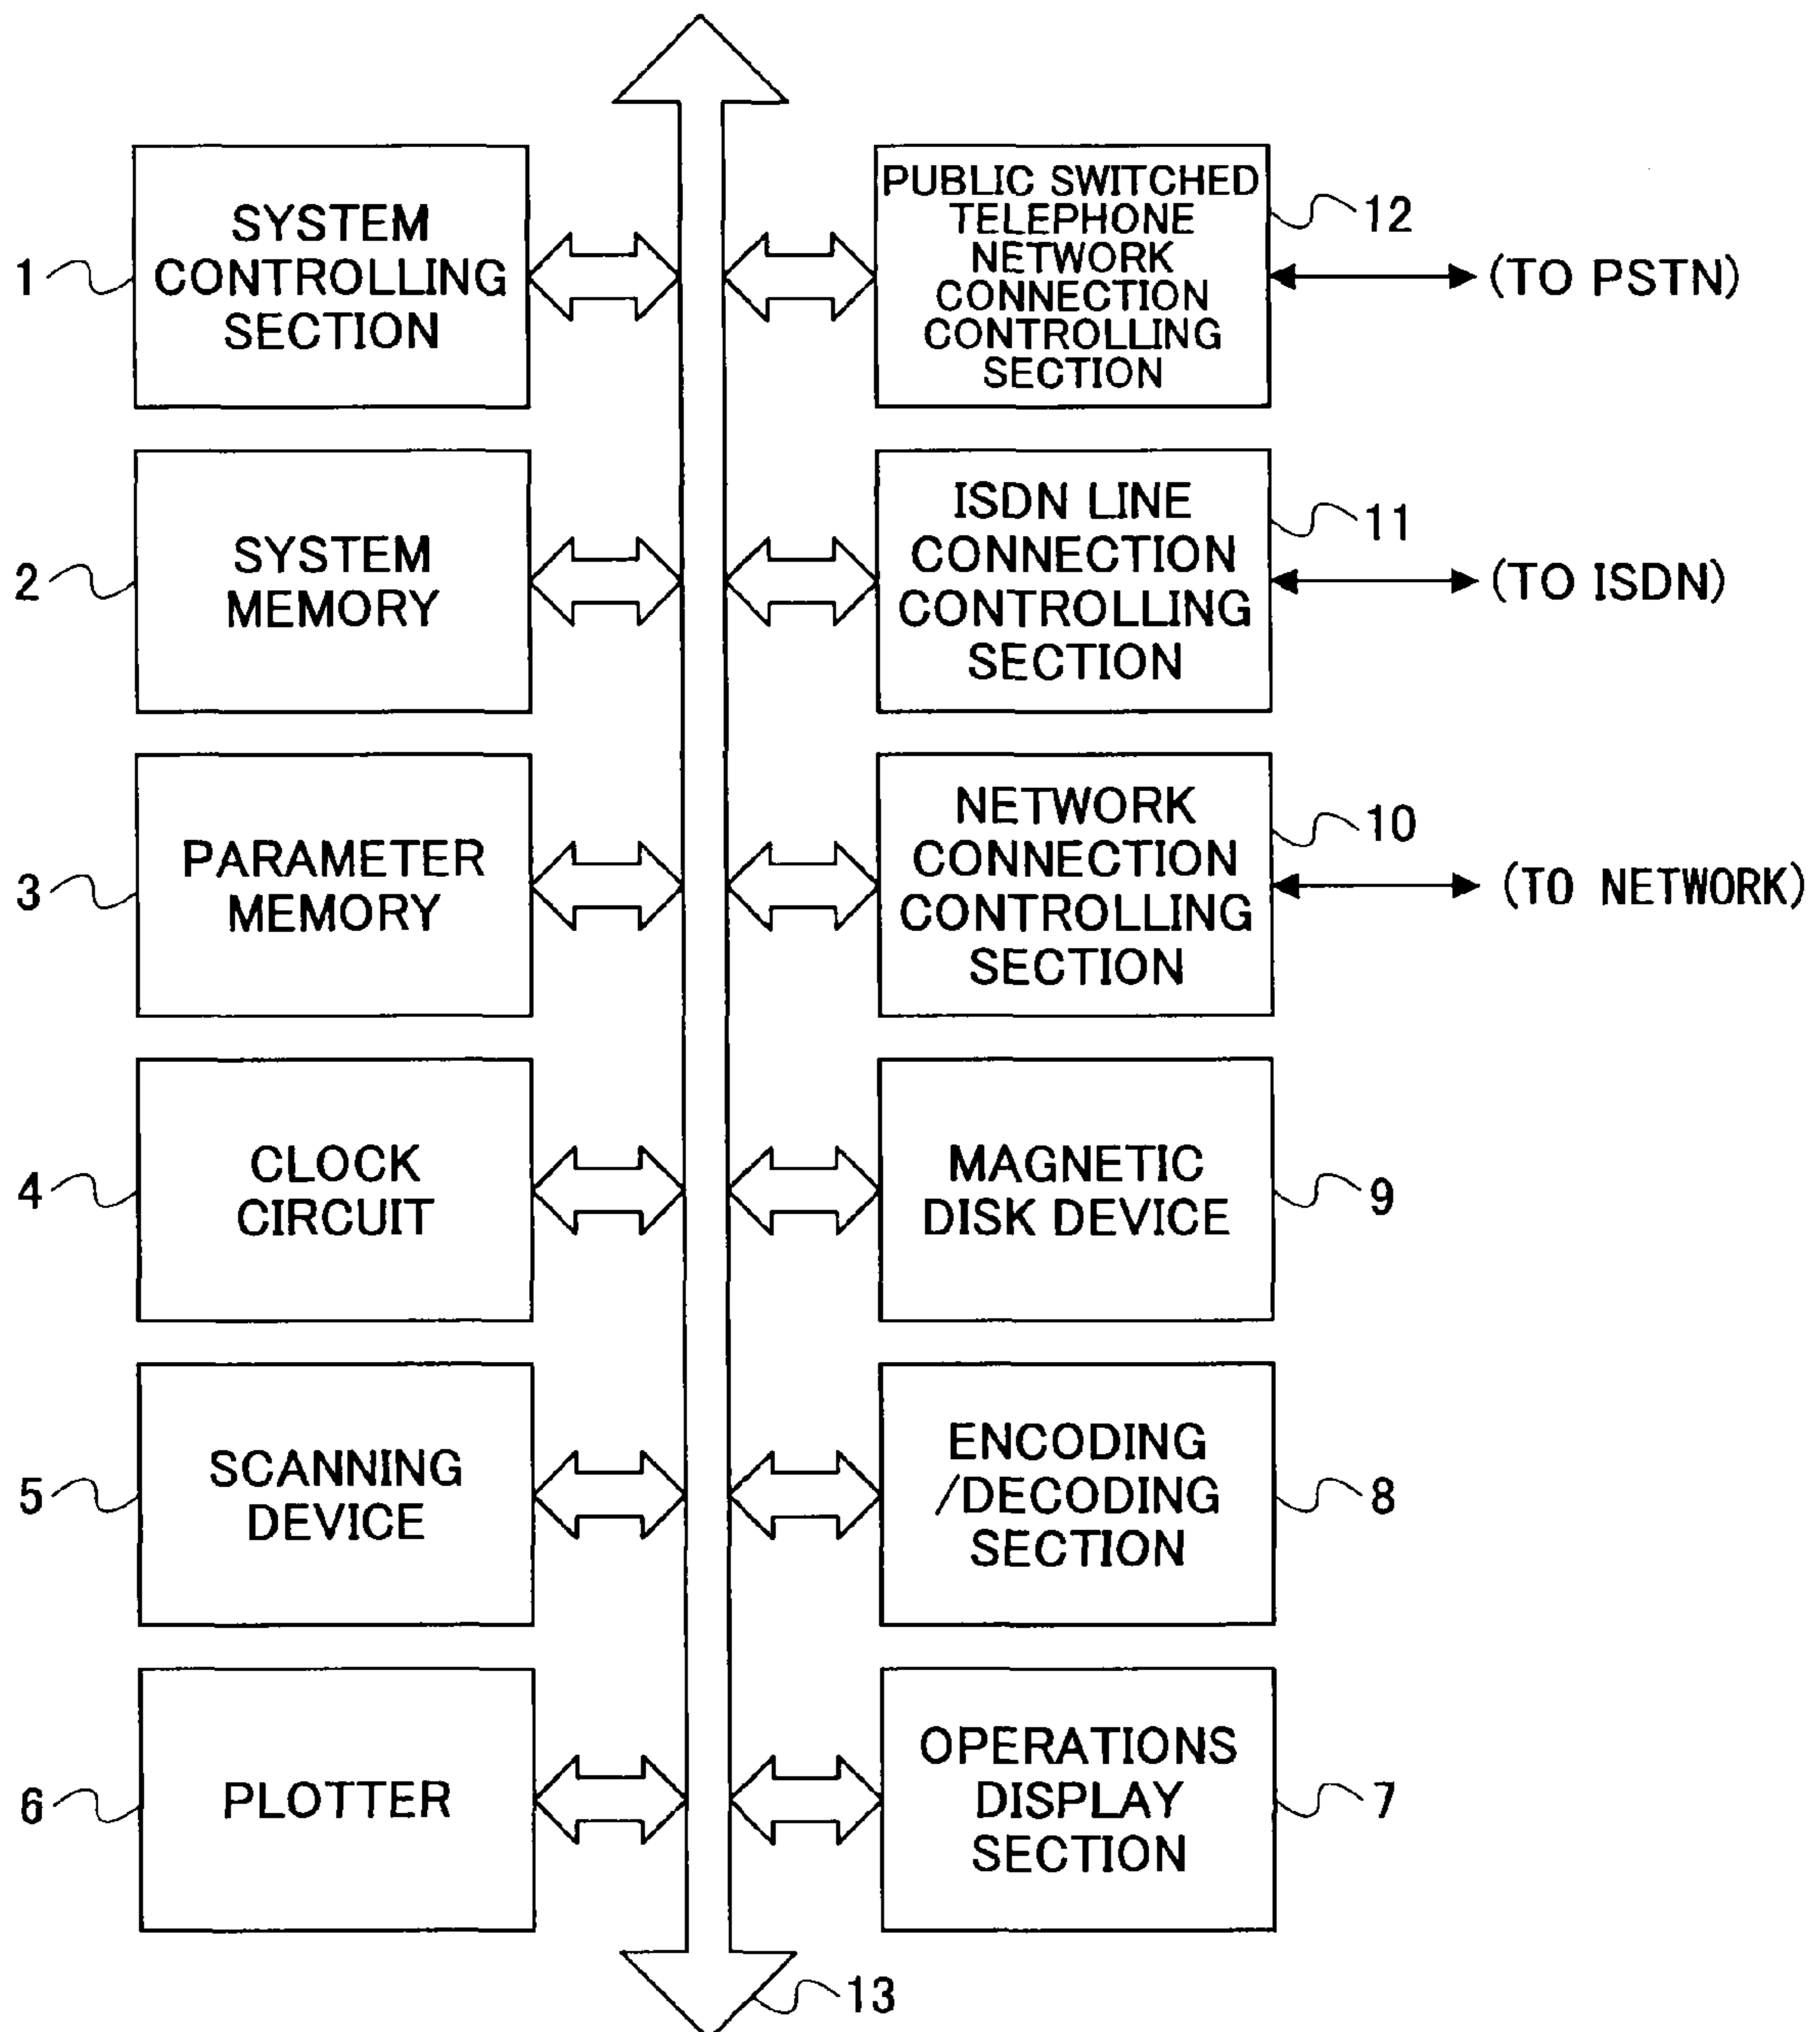 SYSTEM
CONTROLLING
SECTION
1
PUBLIC SWITCHED
TELEPHONE
NETWORK
CONNECTION
CONTROLLING
SECTION
12
(TO PSTN)
SYSTEM
MEMORY
2
ISDN LINE
CONNECTION
CONTROLLING
SECTION
11
(TO ISDN)
PARAMETER
MEMORY
3
NETWORK
CONNECTION
CONTROLLING
SECTION
10
(TO NETWORK)
CLOCK
CIRCUIT
4
MAGNETIC
DISK DEVICE
9
SCANNING
DEVICE
5
ENCODING
/DECODING
SECTION
8
PLOTTER
6
OPERATIONS
DISPLAY
SECTION
7
13